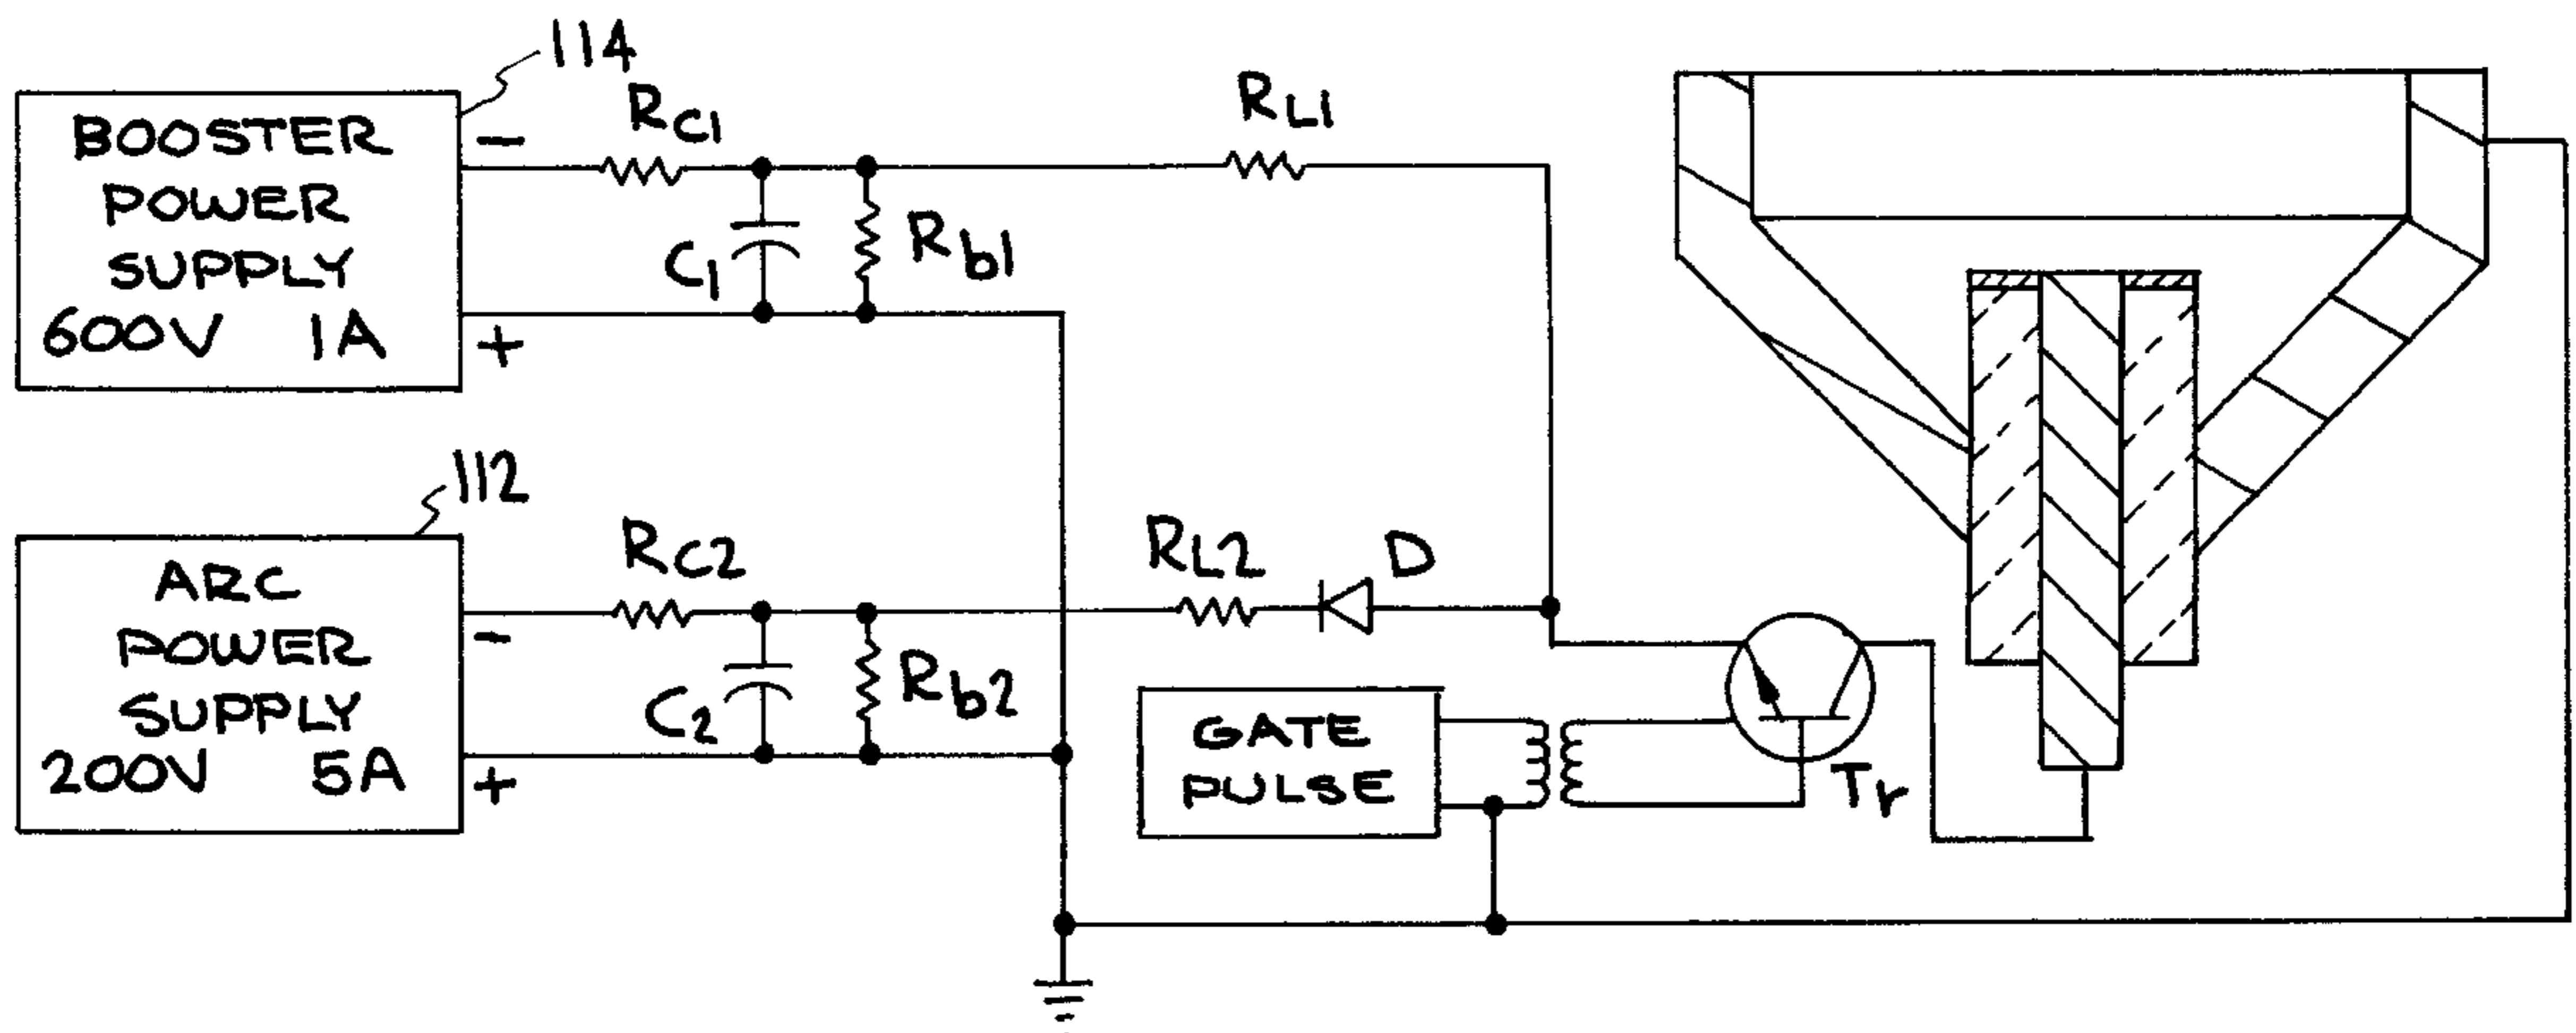 114
BOOSTER
POWER
SUPPLY
600V 1A
−
+
RC1
C1
Rb1
RL1
112
ARC
POWER
SUPPLY
200V 5A
−
+
RC2
C2
Rb2
RL2
D
GATE
PULSE
Tr